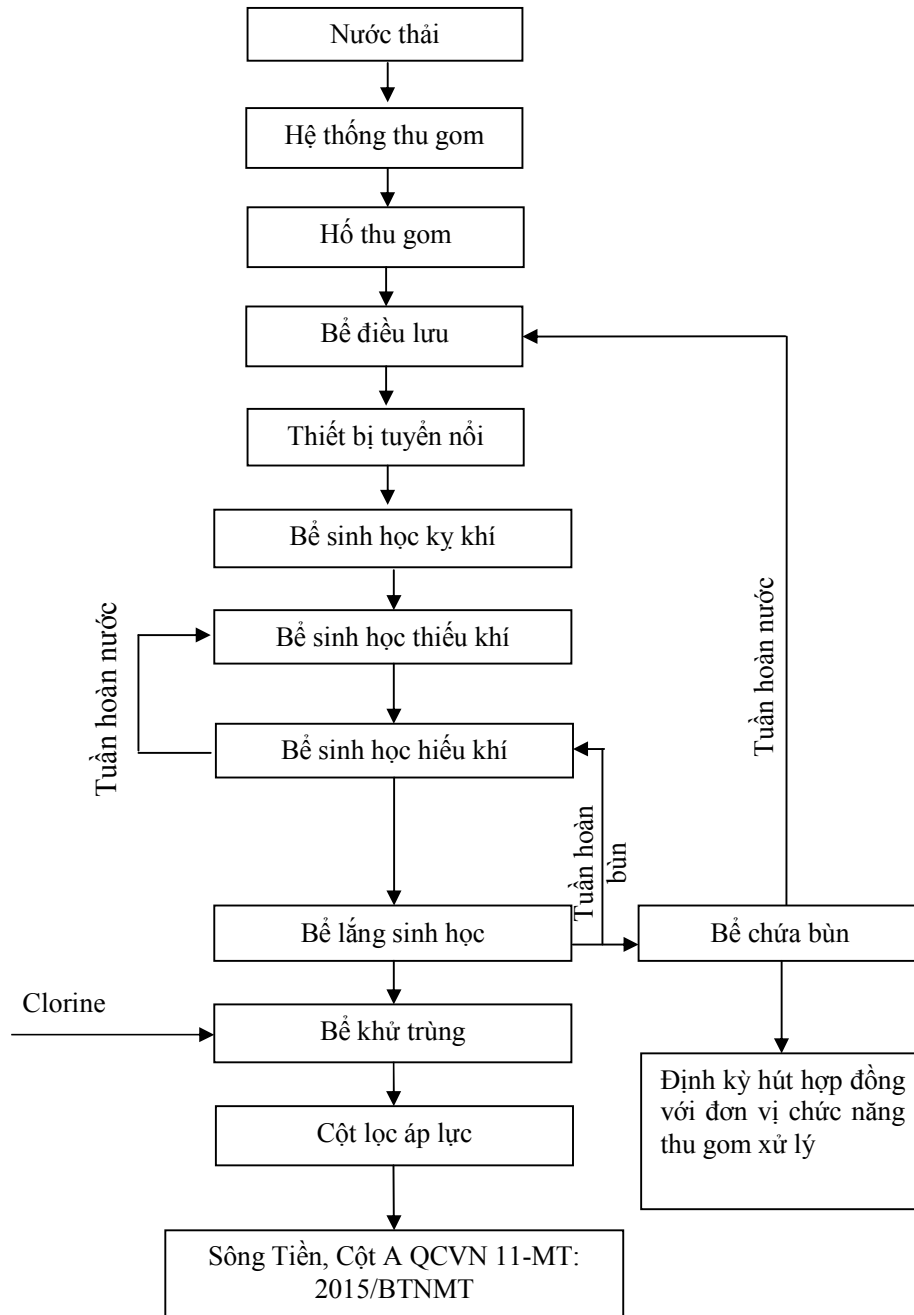 Nước thải
Hệ thống thu gom
Hố thu gom
Bể điều lưu
Thiết bị tuyển nổi
Bể sinh học kỵ khí
Bể sinh học thiếu khí
Tuần hoàn nước
Tuần hoàn nước
Bể sinh học hiếu khí
Tuần hoàn
bùn
Bể lắng sinh học
Bể chứa bùn
Clorine
Bể khử trùng
Định kỳ hút hợp đồng
với đơn vị chức năng
thu gom xử lý
Cột lọc áp lực
Sông Tiền, Cột A QCVN 11-MT:
2015/BTNMT